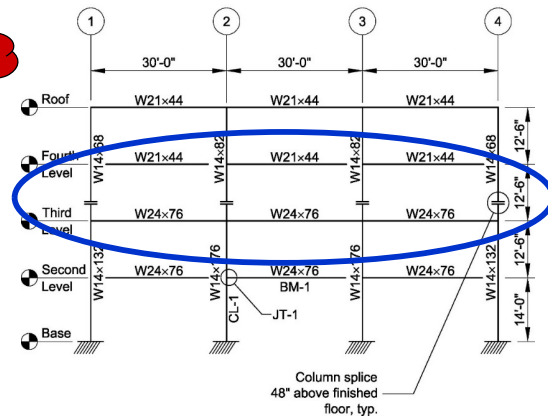 1 2 3 4
30'-0" 30'-0" 30'-0"
Roof W21×44 W21×44 W21×44
W14×68 W14×82 W14×82 W14×68 12'-6"
Fourth Level W21×44 W21×44 W21×44
12'-6"
Third Level W24×76 W24×76 W24×76
W14×132 W14×176 W14×176 W14×132 12'-6"
Second Level W24×76 W24×76 W24×76
BM-1
CL-1 JT-1 14'-0"
Base
Column splice
48" above finished
floor, typ.